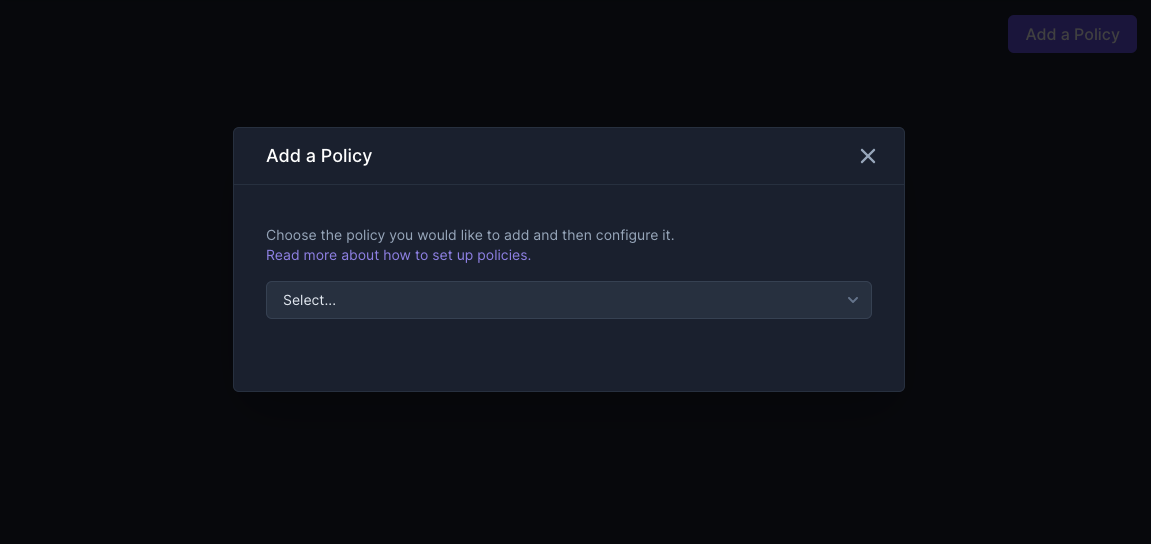 Add a Policy
Add a Policy
Choose the policy you would like to add and then configure it.
Read more about how to set up policies.
Select...